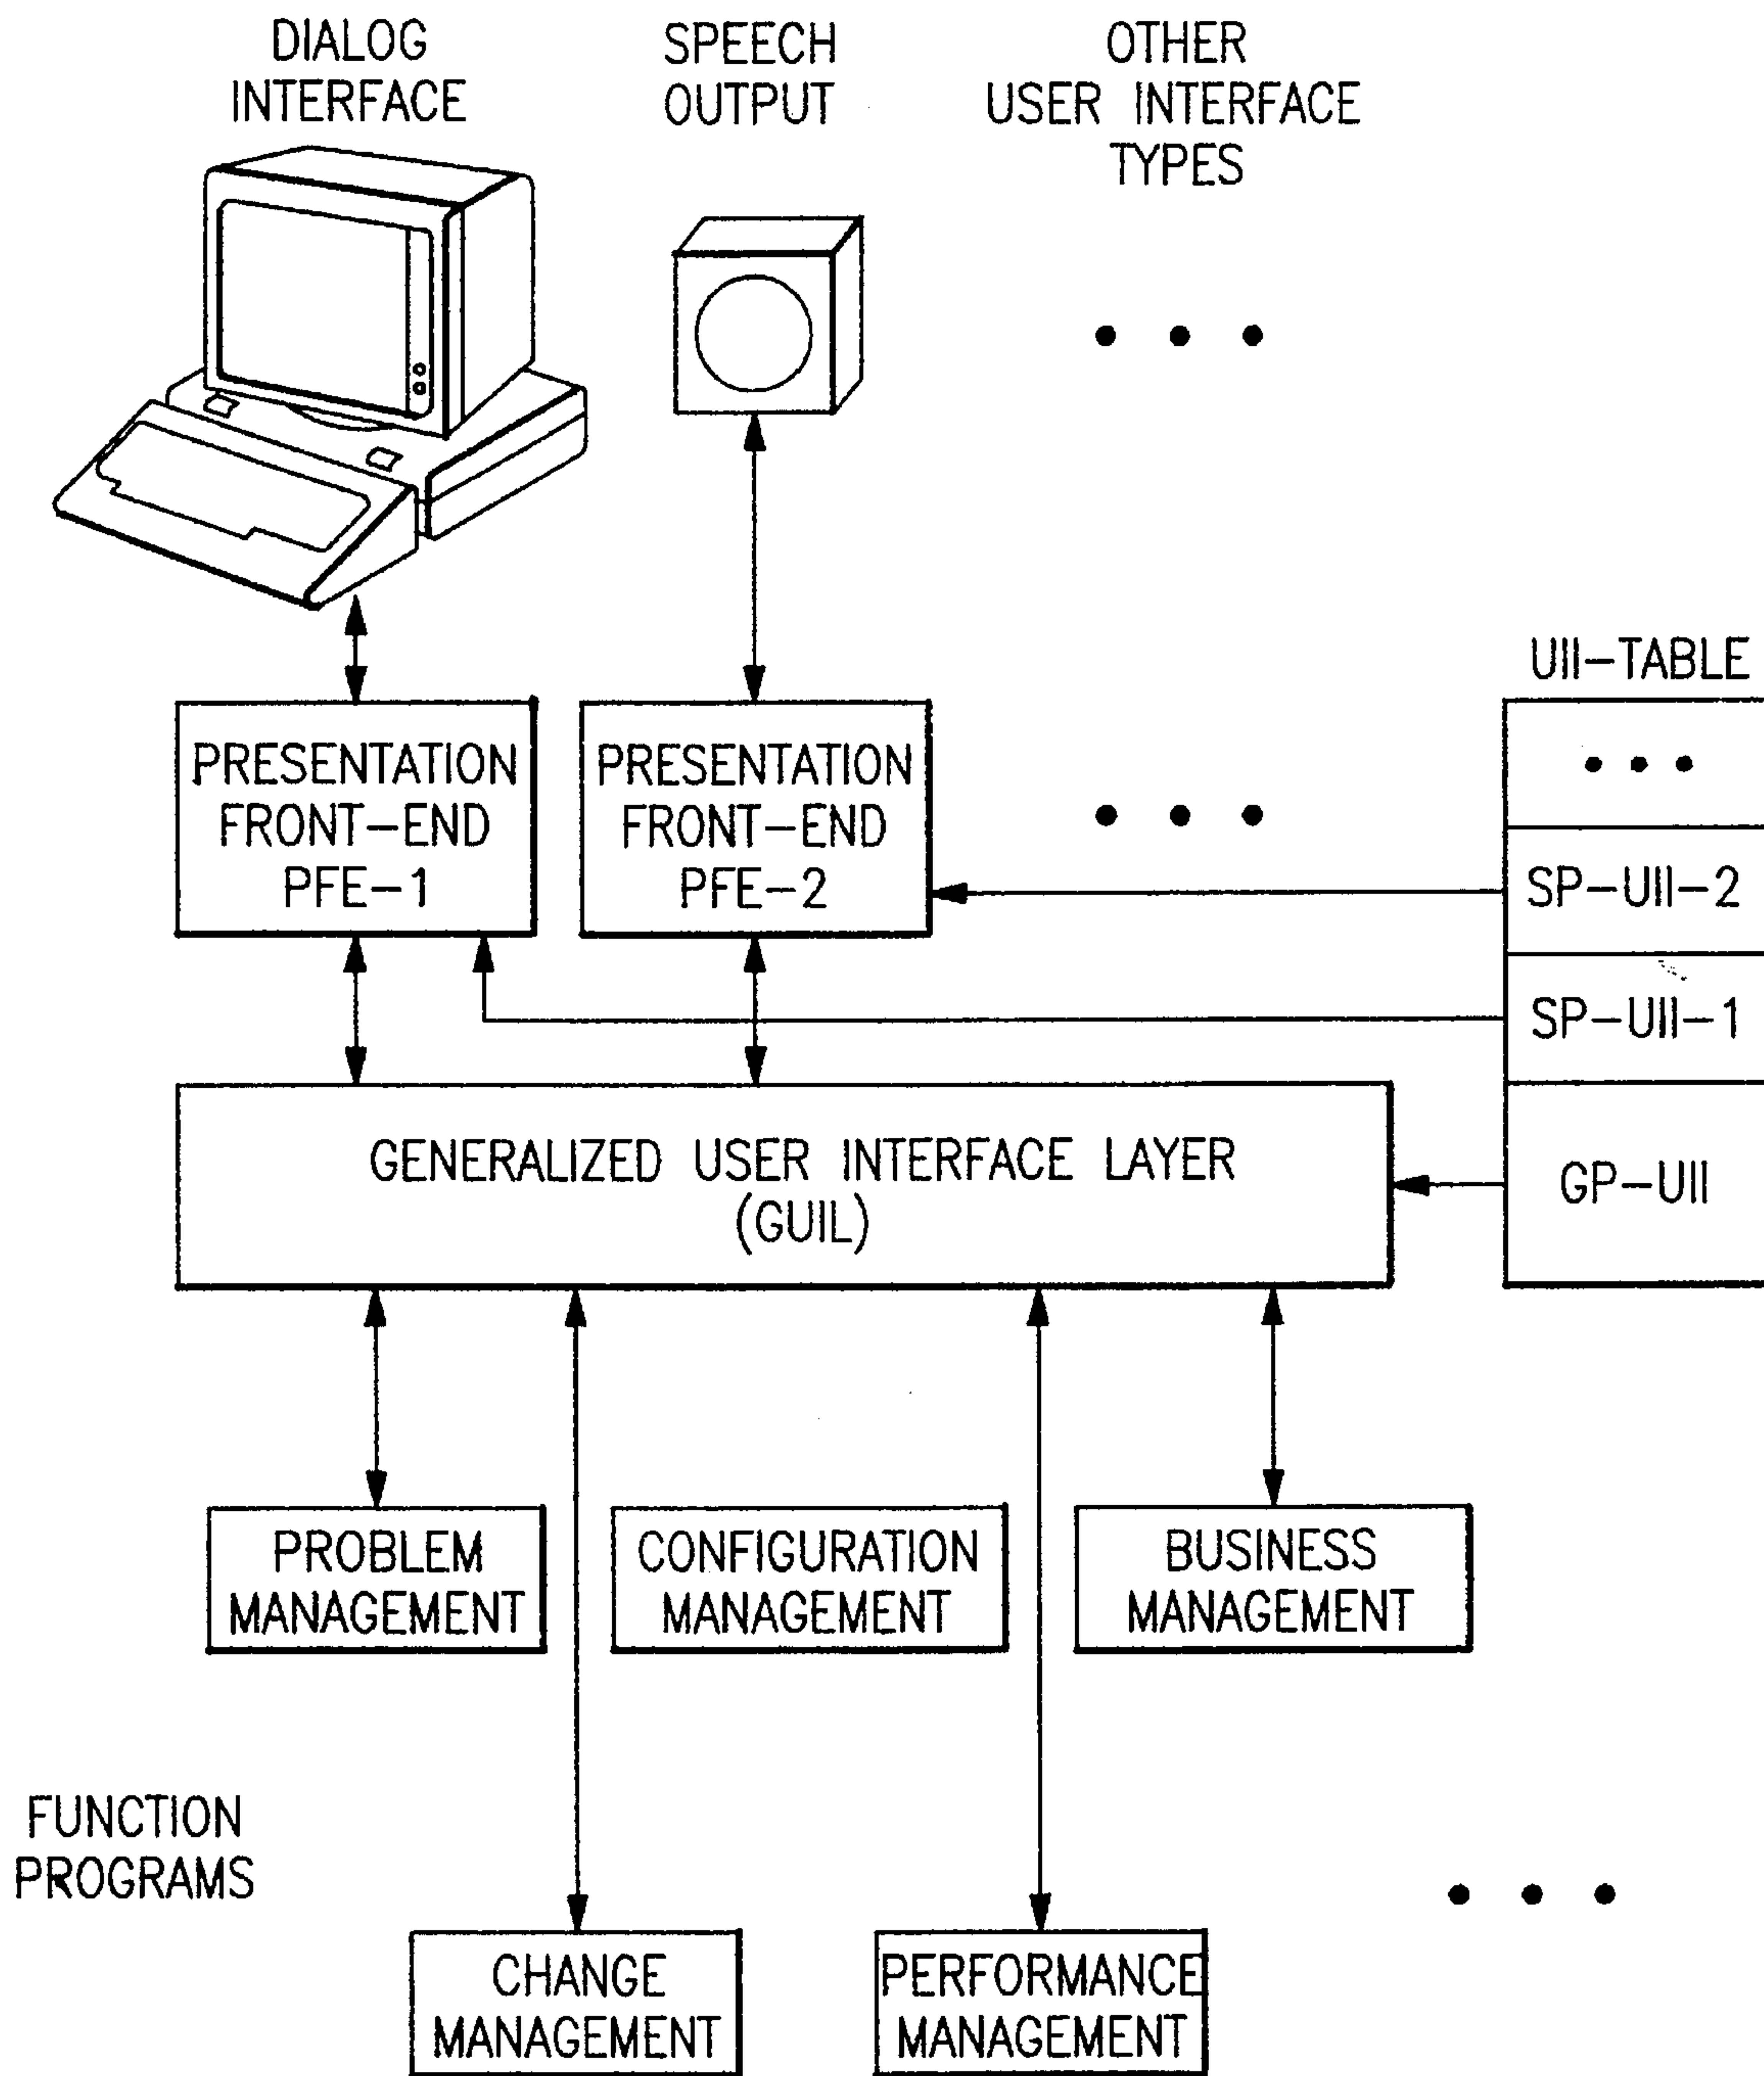 DIALOG
INTERFACE
SPEECH
OUTPUT
OTHER
USER INTERFACE
TYPES
UII-TABLE
PRESENTATION
FRONT-END
PFE-1
PRESENTATION
FRONT-END
PFE-2
SP-UII-2
SP-UII-1
GENERALIZED USER INTERFACE LAYER
(GUIL)
GP-UII
PROBLEM
MANAGEMENT
CONFIGURATION
MANAGEMENT
BUSINESS
MANAGEMENT
FUNCTION
PROGRAMS
CHANGE
MANAGEMENT
PERFORMANCE
MANAGEMENT